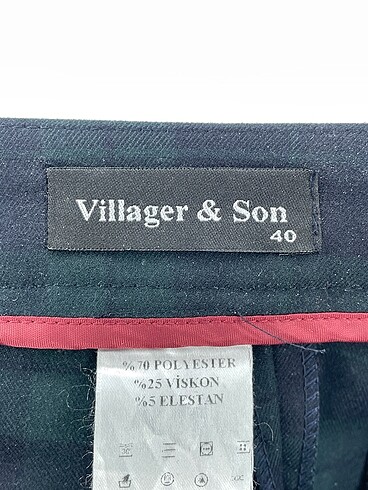 Villager & Son
40
%70 POLYESTER
%25 VİSKON
%5 ELESTAN